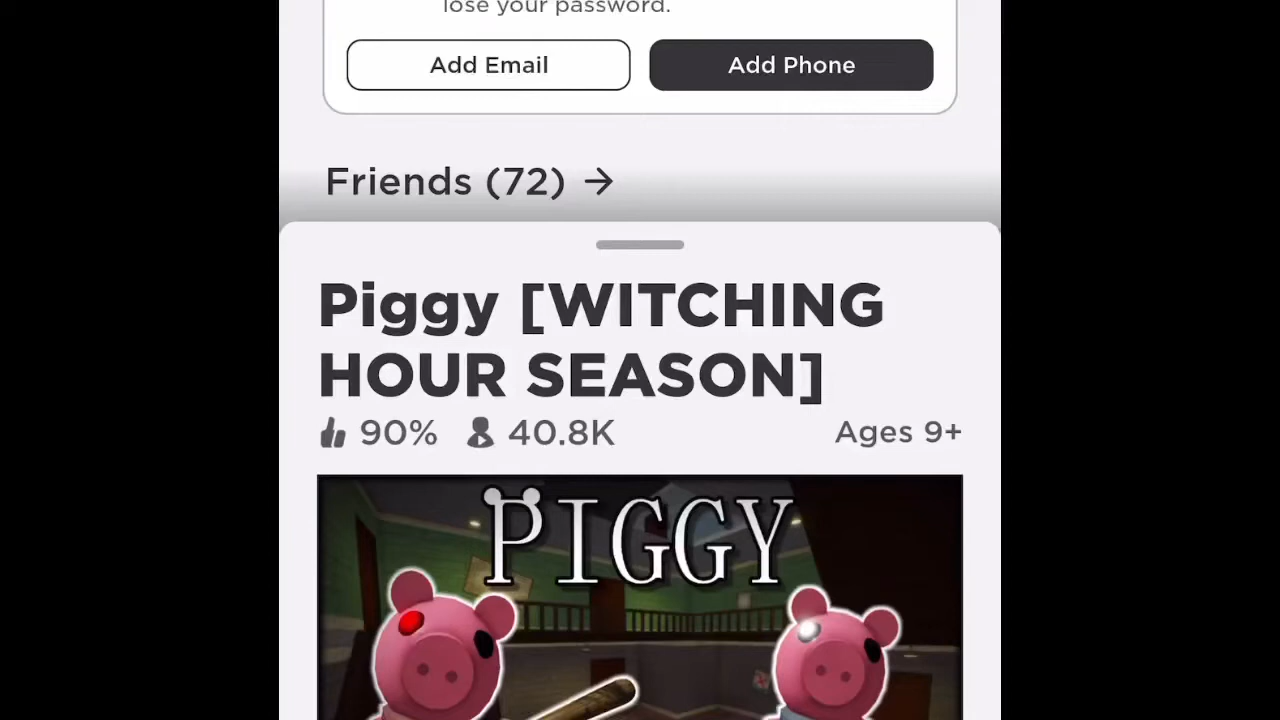 lose your password.
Add Email
Add Phone
Friends (72) →
Piggy [WITCHING
HOUR SEASON]
90% 40.8K Ages 9+
PIGGY